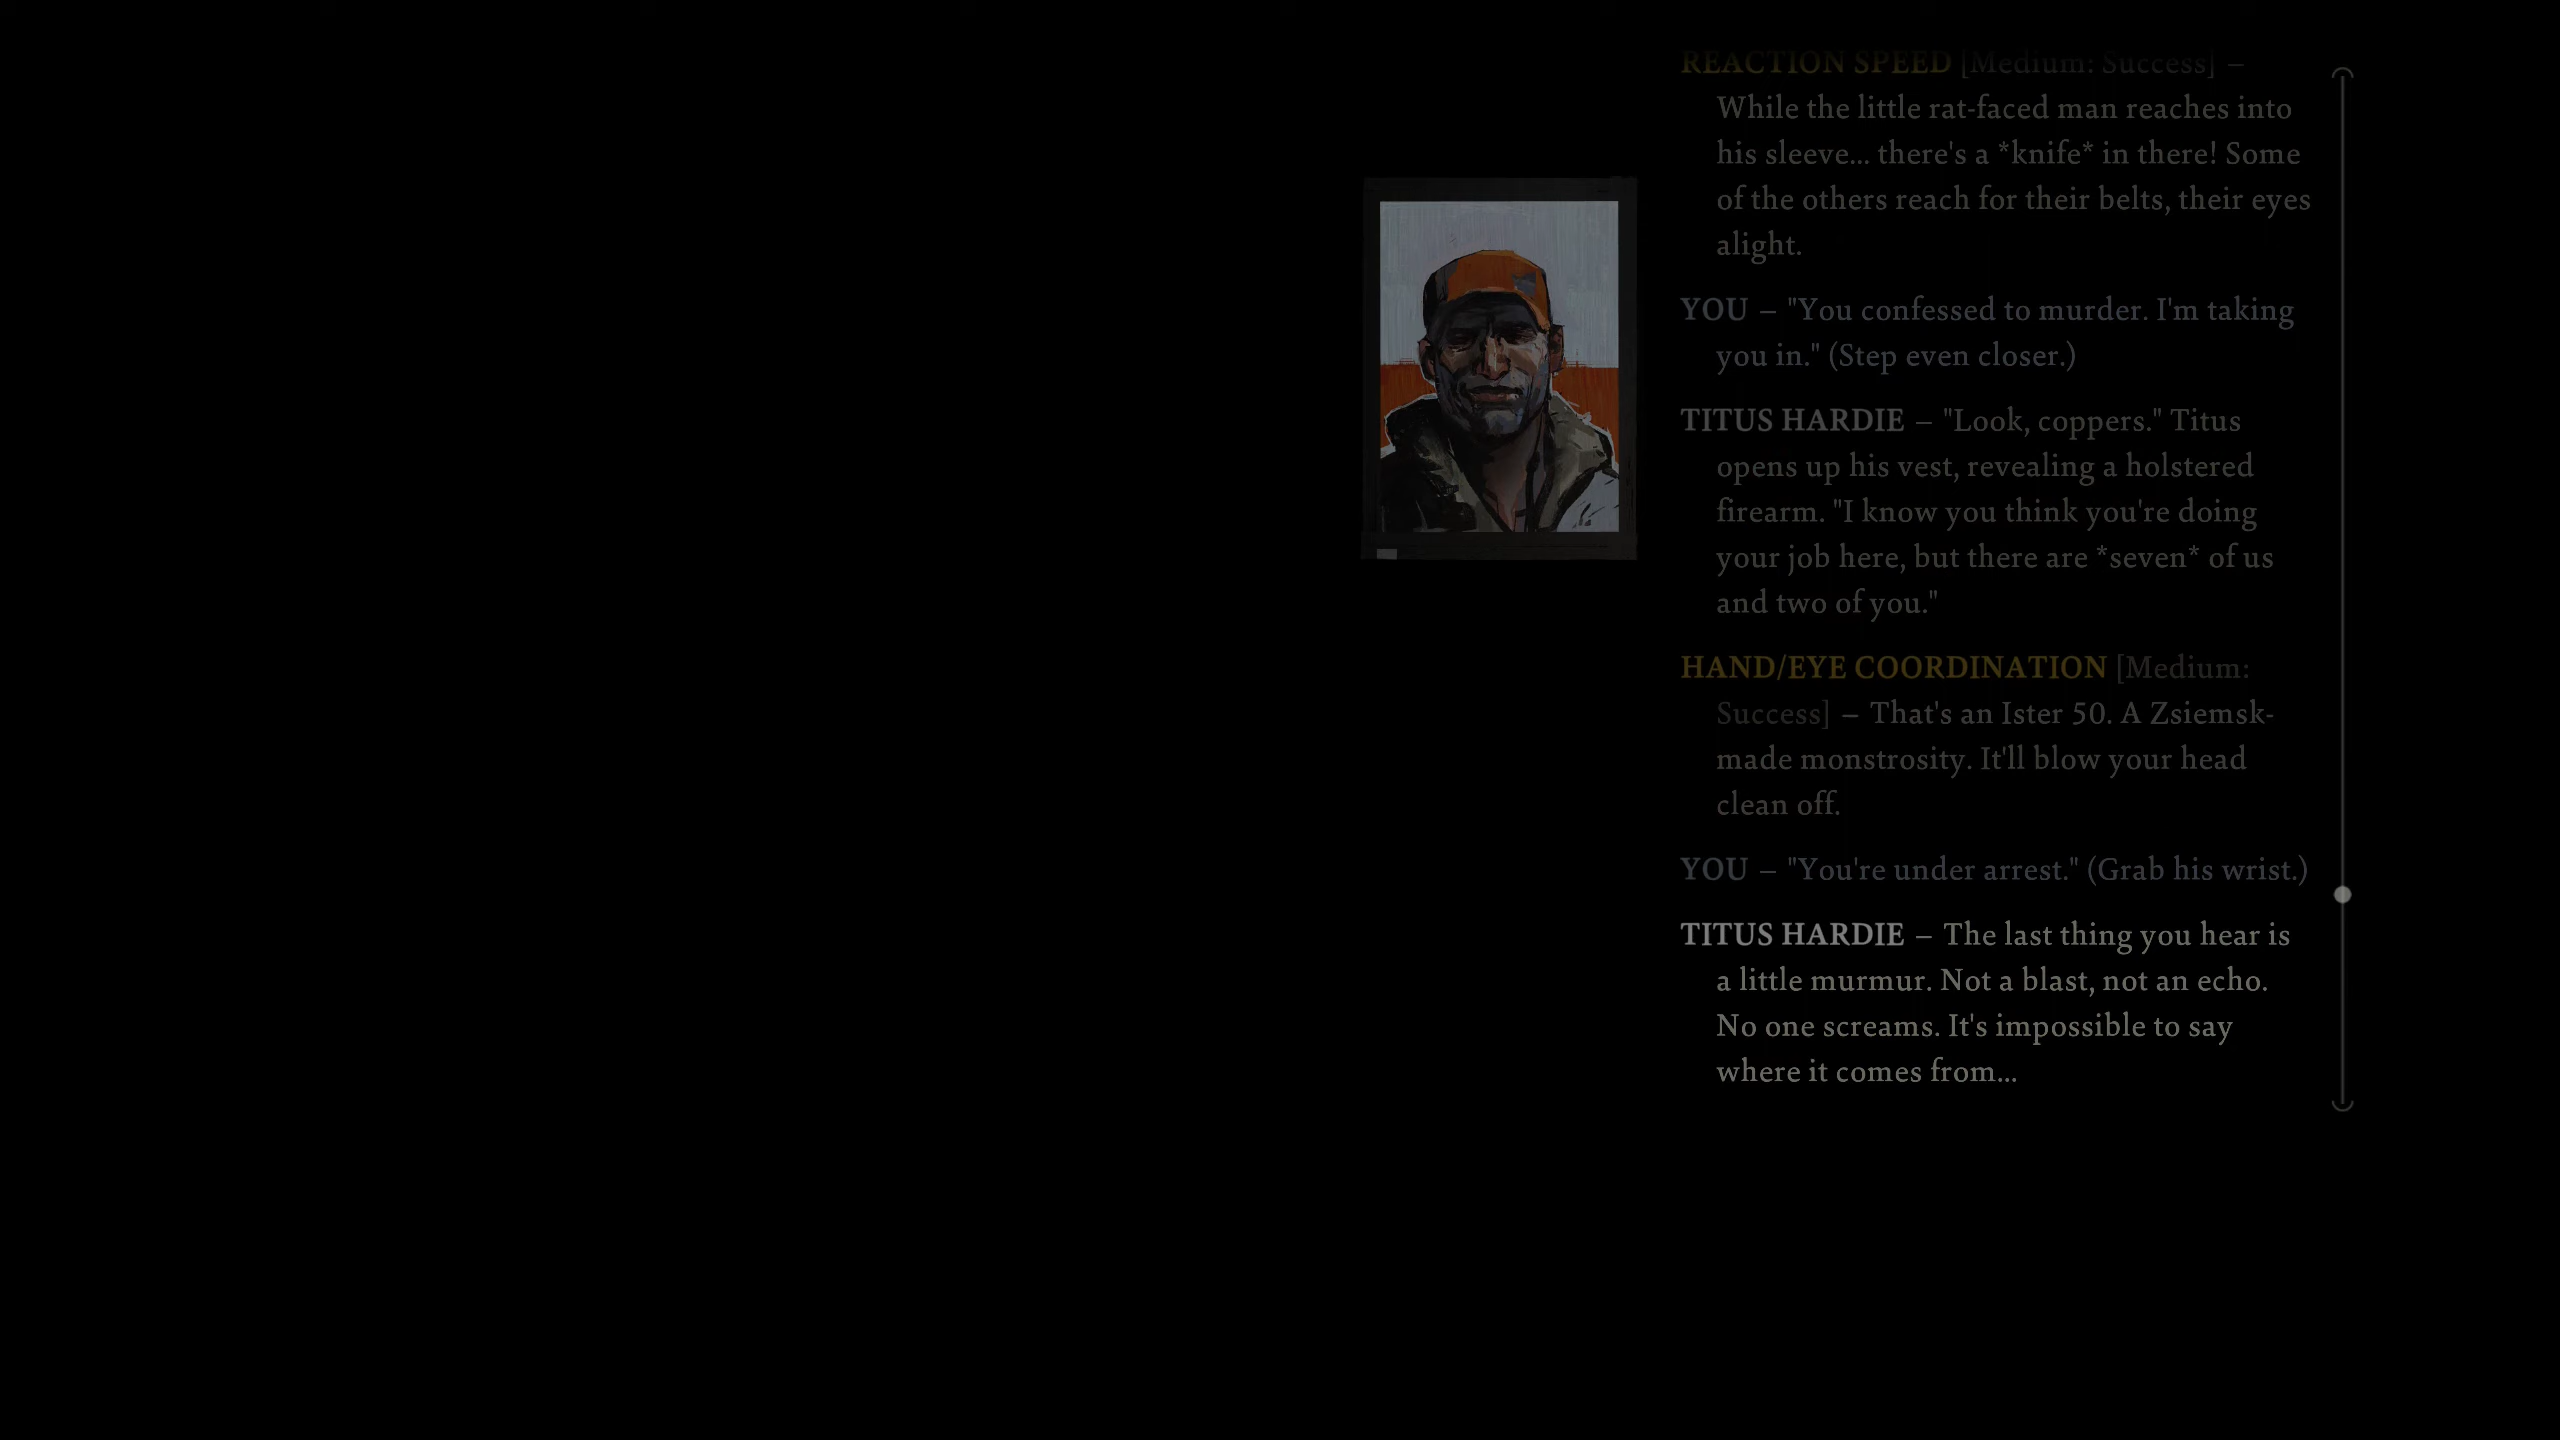 REACTION SPEED [Medium: Success] –
While the little rat-faced man reaches into
his sleeve... there's a *knife* in there! Some
of the others reach for their belts, their eyes
alight.
YOU – "You confessed to murder. I'm taking
you in." (Step even closer.)
TITUS HARDIE – "Look, coppers." Titus
opens up his vest, revealing a holstered
firearm. "I know you think you're doing
your job here, but there are *seven* of us
and two of you."
HAND/EYE COORDINATION [Medium:
Success] – That's an Ister 50. A Zsiemsk-
made monstrosity. It'll blow your head
clean off.
YOU – "You're under arrest." (Grab his wrist.)
TITUS HARDIE – The last thing you hear is
a little murmur. Not a blast, not an echo.
No one screams. It's impossible to say
where it comes from...